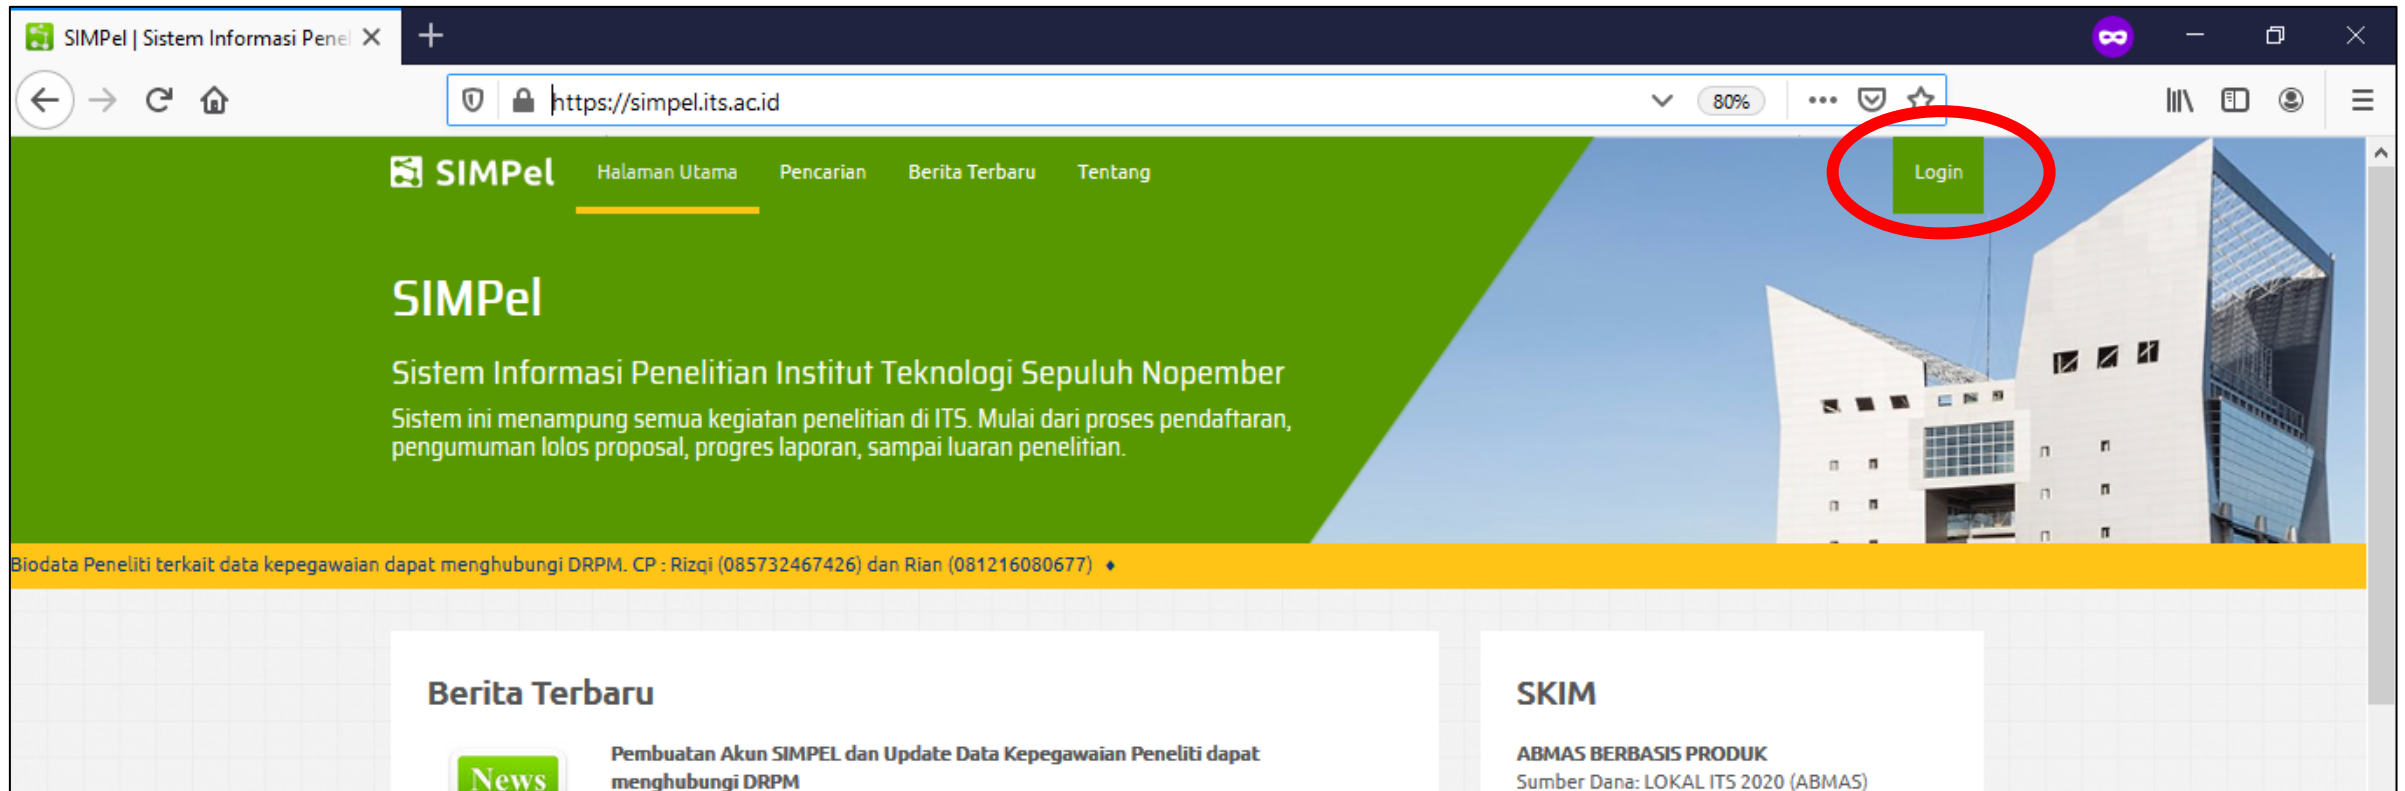 SIMPel | Sistem Informasi Penel
https://simpel.its.ac.id
80%
SIMPel Halaman Utama Pencarian Berita Terbaru Tentang Login
SIMPel
Sistem Informasi Penelitian Institut Teknologi Sepuluh Nopember
Sistem ini menampung semua kegiatan penelitian di ITS. Mulai dari proses pendaftaran,
pengumuman lolos proposal, progres laporan, sampai luaran penelitian.
Biodata Peneliti terkait data kepegawaian dapat menghubungi DRPM. CP : Rizqi (085732467426) dan Rian (081216080677) ♦
Berita Terbaru
News
Pembuatan Akun SIMPEL dan Update Data Kepegawaian Peneliti dapat
menghubungi DRPM
SKIM
ABMAS BERBASIS PRODUK
Sumber Dana: LOKAL ITS 2020 (ABMAS)